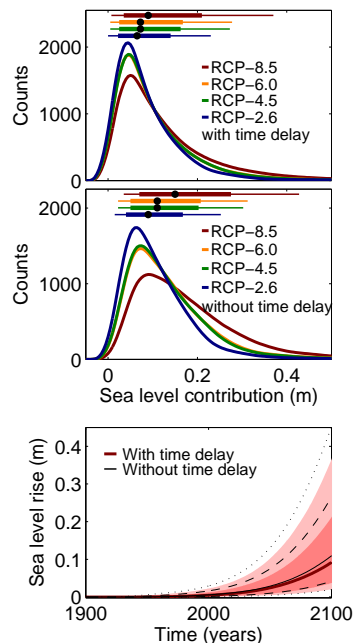 2000
1000
0
Counts
RCP−8.5
RCP−6.0
RCP−4.5
RCP−2.6
with time delay
2000
1000
0
Counts
RCP−8.5
RCP−6.0
RCP−4.5
RCP−2.6
without time delay
0 0.2 0.4
Sea level contribution (m)
0.4
0.3
0.2
0.1
0
Sea level rise (m)
With time delay
Without time delay
1900 2000 2100
Time (years)